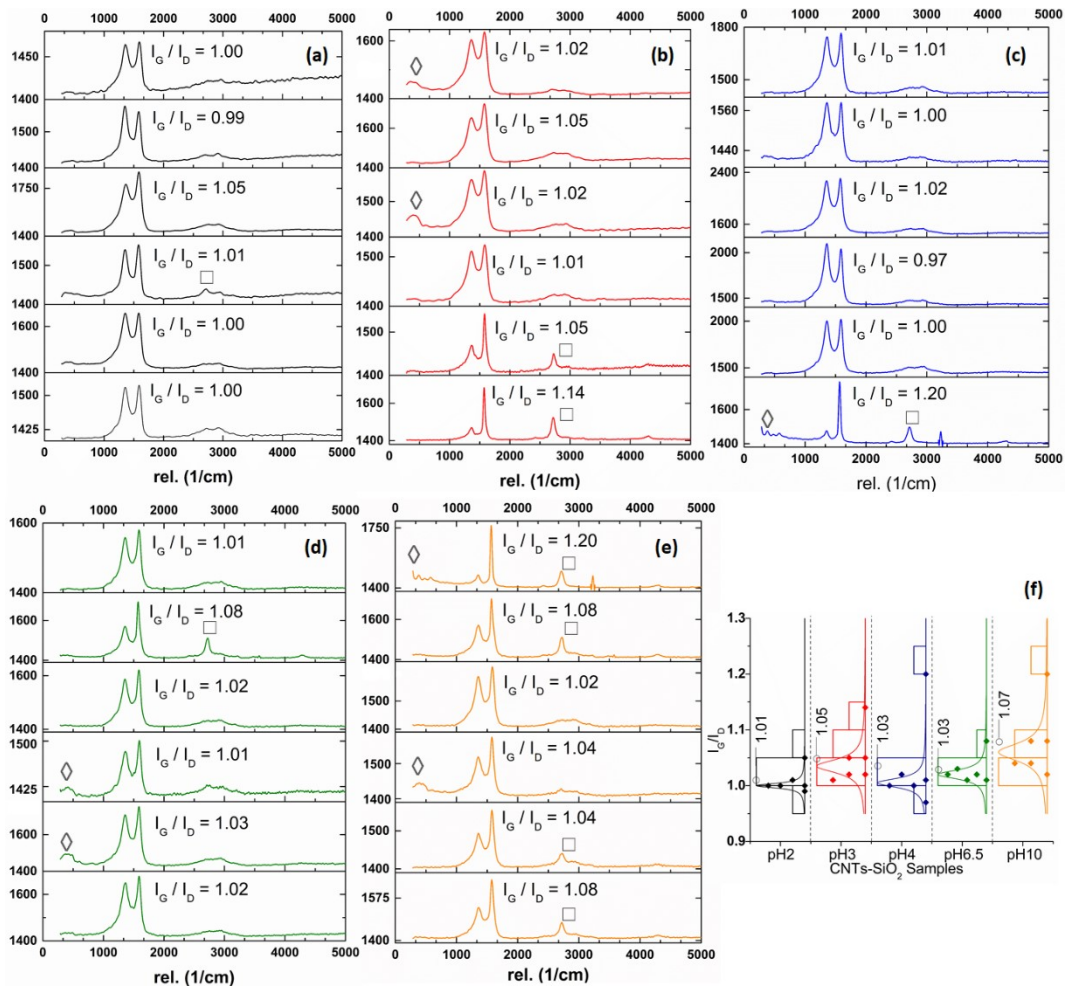 0 1000 2000 3000 4000 5000
1450
1400
I_G / I_D = 1.00
(a)
1500
1400
I_G / I_D = 0.99
1750
1400
I_G / I_D = 1.05
1500
1400
I_G / I_D = 1.01
1600
1400
I_G / I_D = 1.00
1500
1425
I_G / I_D = 1.00
0 1000 2000 3000 4000 5000
rel. (1/cm)
0 1000 2000 3000 4000 5000
1600
1400
I_G / I_D = 1.02
(b)
1600
1400
I_G / I_D = 1.05
1500
1400
I_G / I_D = 1.02
1500
1400
I_G / I_D = 1.01
1500
1400
I_G / I_D = 1.05
1600
1400
I_G / I_D = 1.14
0 1000 2000 3000 4000 5000
rel. (1/cm)
0 1000 2000 3000 4000 5000
1800
1500
I_G / I_D = 1.01
(c)
1560
1440
I_G / I_D = 1.00
2400
1600
I_G / I_D = 1.02
2000
1500
I_G / I_D = 0.97
2000
1500
I_G / I_D = 1.00
1600
1400
I_G / I_D = 1.20
0 1000 2000 3000 4000 5000
rel. (1/cm)
0 1000 2000 3000 4000 5000
1600
1400
I_G / I_D = 1.01
(d)
1600
1400
I_G / I_D = 1.08
1600
1400
I_G / I_D = 1.02
1500
1425
I_G / I_D = 1.01
1600
1400
I_G / I_D = 1.03
1600
1400
I_G / I_D = 1.02
0 1000 2000 3000 4000 5000
rel. (1/cm)
0 1000 2000 3000 4000 5000
1750
1400
I_G / I_D = 1.20
(e)
1600
1400
I_G / I_D = 1.08
1500
1400
I_G / I_D = 1.02
1500
1400
I_G / I_D = 1.04
1500
1400
I_G / I_D = 1.04
1575
1400
I_G / I_D = 1.08
0 1000 2000 3000 4000 5000
rel. (1/cm)
(f)
1.3
1.2
1.1
1.0
0.9
I_G/I_D
1.01
1.05
1.03
1.03
1.07
pH2 pH3 pH4 pH6.5 pH10
CNTs-SiO₂ Samples